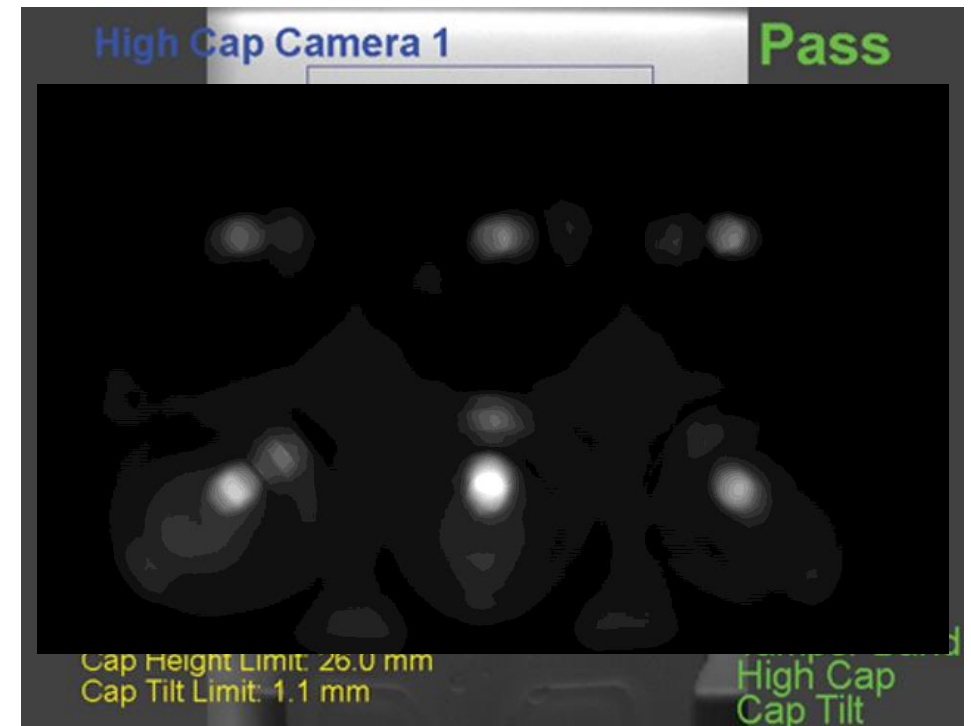 High Cap Camera 1
Pass
Cap Height Limit: 26.0 mm
Cap Tilt Limit: 1.1 mm
High Cap
Cap Tilt